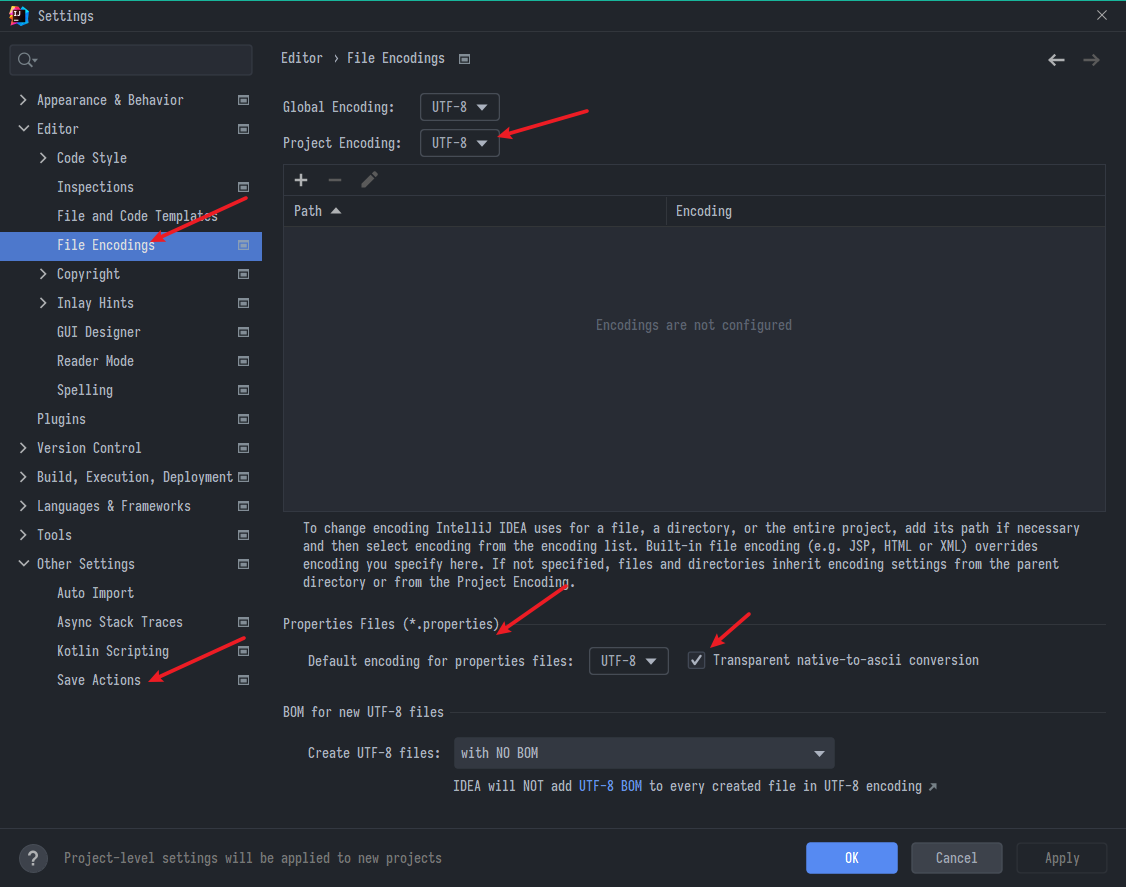 Settings
Editor › File Encodings
Appearance & Behavior
Editor
Code Style
Inspections
File and Code Templates
File Encodings
Copyright
Inlay Hints
GUI Designer
Reader Mode
Spelling
Plugins
Version Control
Build, Execution, Deployment
Languages & Frameworks
Tools
Other Settings
Auto Import
Async Stack Traces
Kotlin Scripting
Save Actions
Global Encoding: UTF-8
Project Encoding: UTF-8
Path Encoding
Encodings are not configured
To change encoding IntelliJ IDEA uses for a file, a directory, or the entire project, add its path if necessary
and then select encoding from the encoding list. Built-in file encoding (e.g. JSP, HTML or XML) overrides
encoding you specify here. If not specified, files and directories inherit encoding settings from the parent
directory or from the Project Encoding.
Properties Files (*.properties)
Default encoding for properties files: UTF-8 Transparent native-to-ascii conversion
BOM for new UTF-8 files
Create UTF-8 files: with NO BOM
IDEA will NOT add UTF-8 BOM to every created file in UTF-8 encoding ↗
? Project-level settings will be applied to new projects
OK Cancel Apply